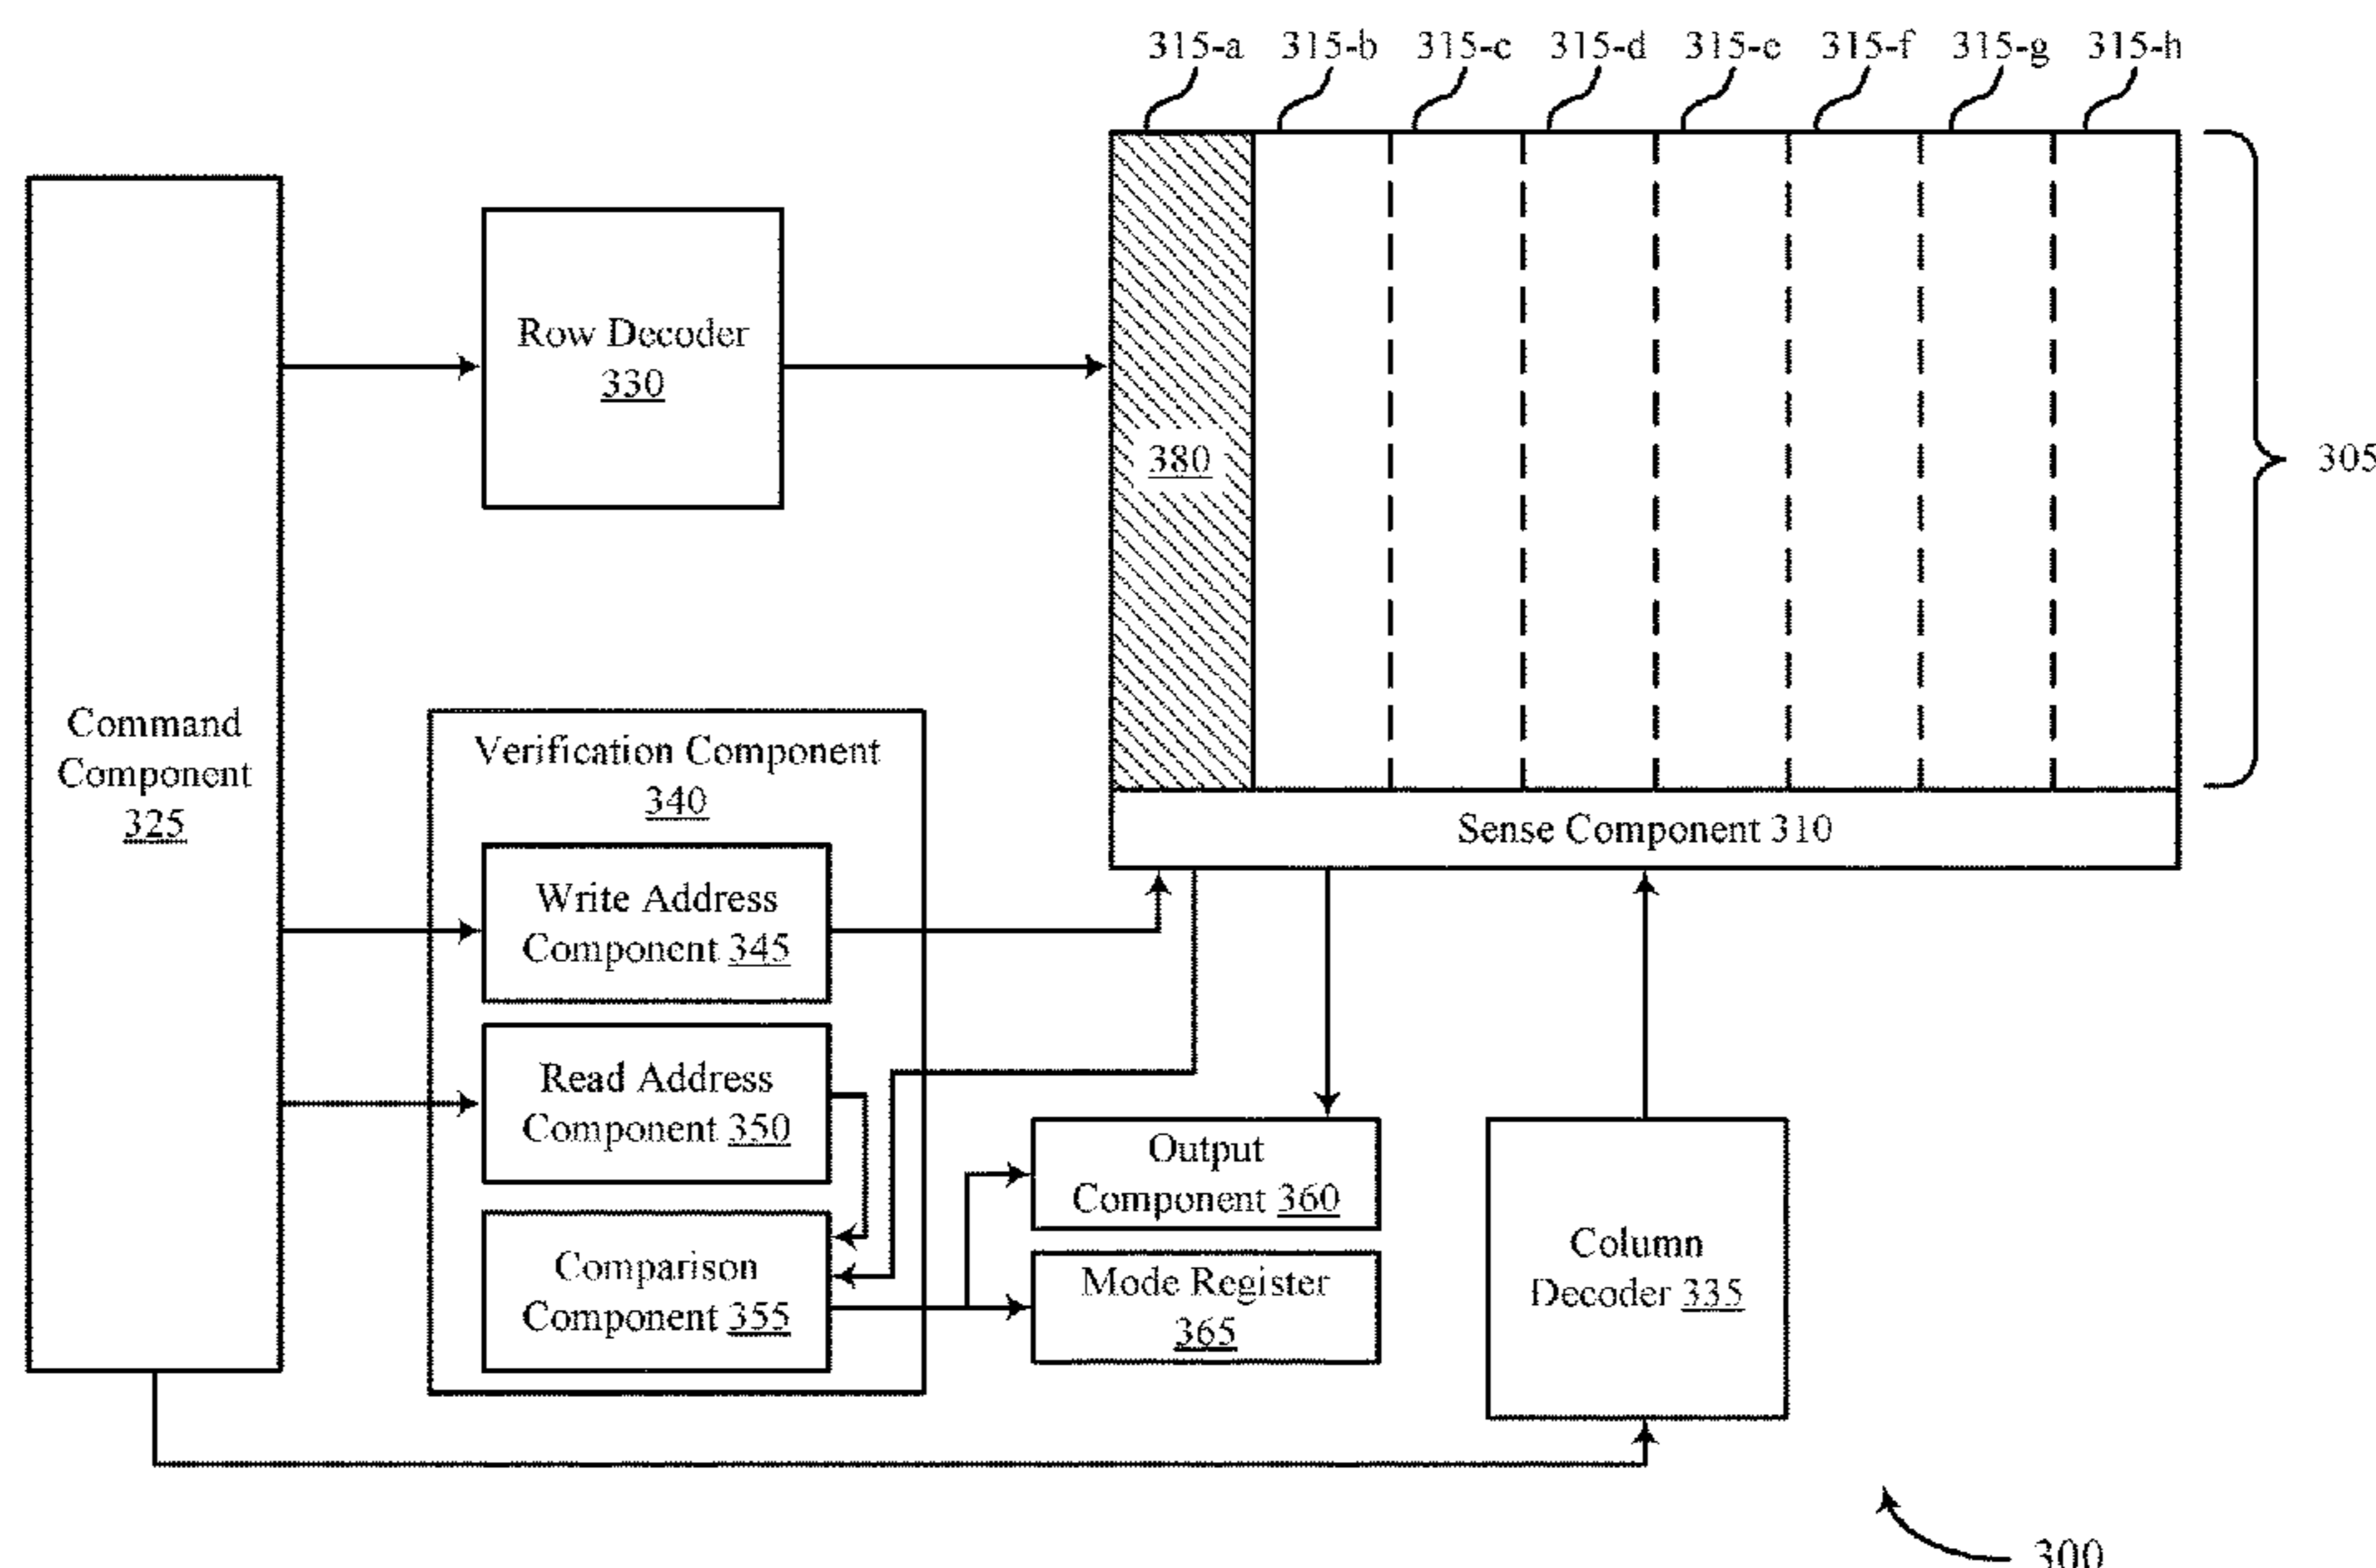 315-a 315-b 315-c 315-d 315-e 315-f 315-g 315-h
Row Decoder
330
380
305
Command
Component
325
Verification Component
340
Sense Component 310
Write Address
Component 345
Read Address
Component 350
Output
Component 360
Comparison
Component 355
Mode Register
365
Column
Decoder 335
300